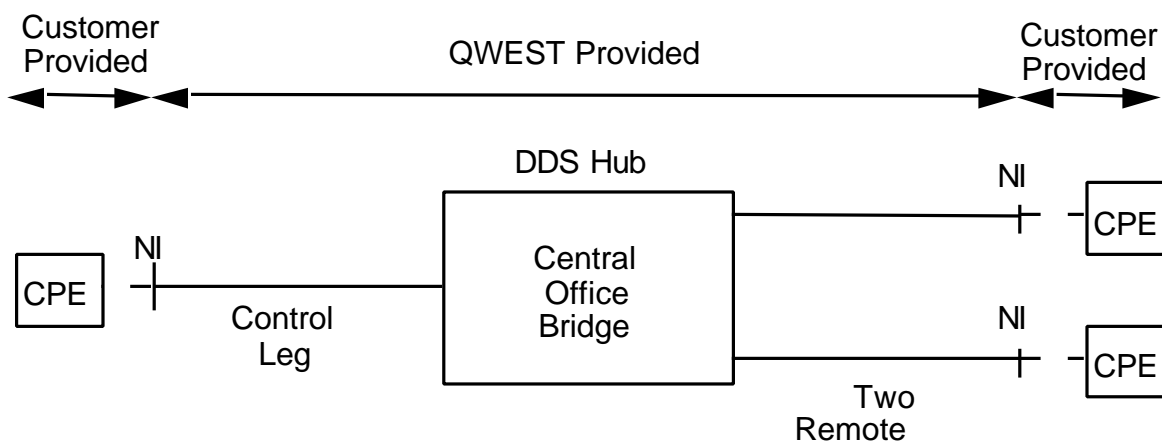 Customer
Provided
QWEST Provided
Customer
Provided
DDS Hub
NI
CPE
NI
CPE
Central
Office
Bridge
Control
Leg
NI
CPE
Two
Remote